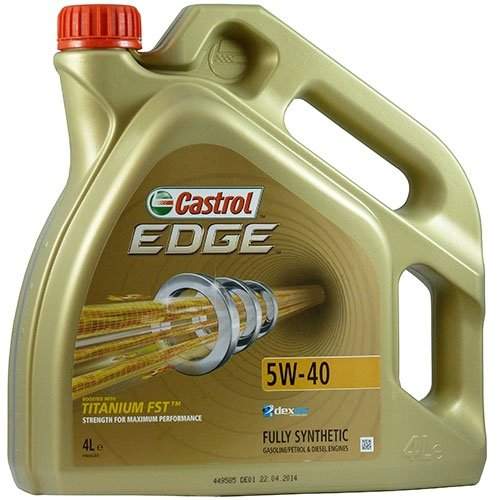 Castrol
EDGE
BOOSTED WITH
TITANIUM FST™
STRENGTH FOR MAXIMUM PERFORMANCE
4L℮
5W-40
dexos
FULLY SYNTHETIC
GASOLINE/PETROL & DIESEL ENGINES
4L℮
449585 DE01 22.04.2014